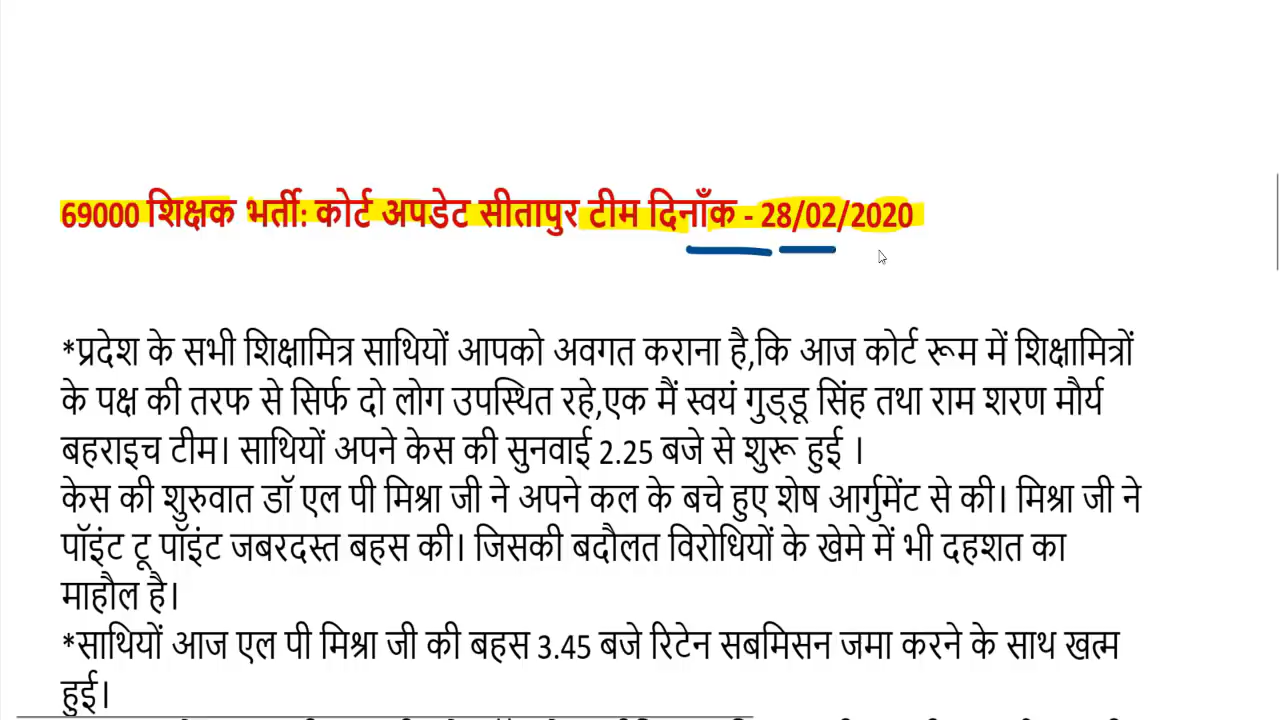 69000 शिक्षक भर्ती: कोर्ट अपडेट सीतापुर टीम दिनाँक - 28/02/2020
*प्रदेश के सभी शिक्षामित्र साथियों आपको अवगत कराना है,कि आज कोर्ट रूम में शिक्षामित्रों
के पक्ष की तरफ से सिर्फ दो लोग उपस्थित रहे,एक मैं स्वयं गुड्डू सिंह तथा राम शरण मौर्य
बहराइच टीम। साथियों अपने केस की सुनवाई 2.25 बजे से शुरू हुई ।
केस की शुरुवात डॉ एल पी मिश्रा जी ने अपने कल के बचे हुए शेष आर्गुमेंट से की। मिश्रा जी ने
पॉइंट टू पॉइंट जबरदस्त बहस की। जिसकी बदौलत विरोधियों के खेमे में भी दहशत का
माहौल है।
*साथियों आज एल पी मिश्रा जी की बहस 3.45 बजे रिटेन सबमिसन जमा करने के साथ खत्म
हुई।